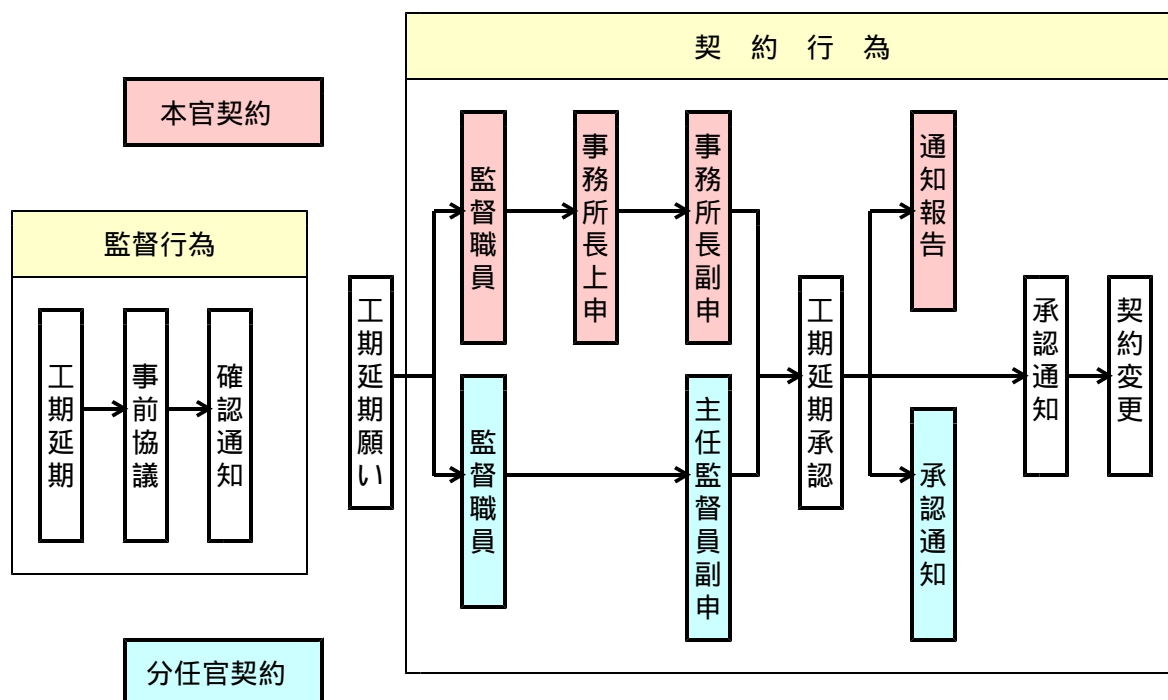 契約行為
本官契約
監督行為
工期延期
事前協議
確認通知
工期延期願い
監督職員
事務所長上申
事務所長副申
監督職員
主任監督員副申
工期延期承認
通知報告
承認通知
承認通知
契約変更
分任官契約